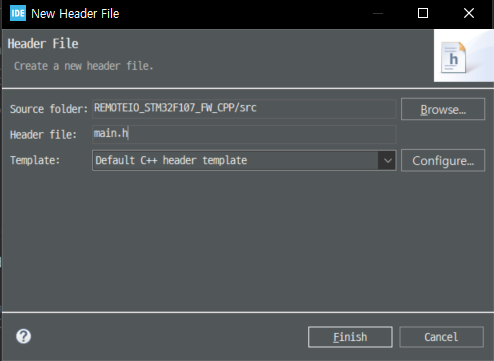 IDE New Header File
Header File
Create a new header file.
h
Source folder: REMOTEIO_STM32F107_FW_CPP/src Browse...
Header file: main.h
Template: Default C++ header template Configure...
? Finish Cancel